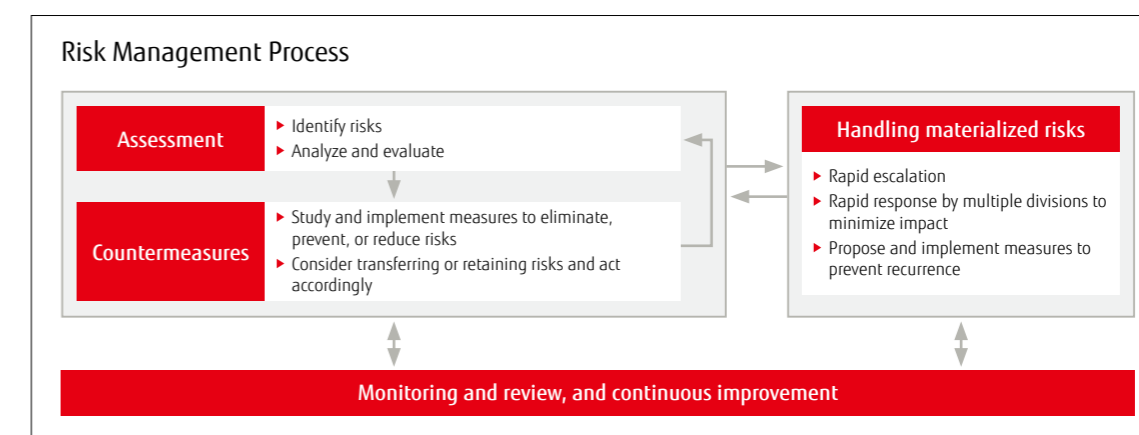 Risk Management Process
Assessment
▶ Identify risks
▶ Analyze and evaluate
Countermeasures
▶ Study and implement measures to eliminate,
prevent, or reduce risks
▶ Consider transferring or retaining risks and act
accordingly
Handling materialized risks
▶ Rapid escalation
▶ Rapid response by multiple divisions to
minimize impact
▶ Propose and implement measures to
prevent recurrence
Monitoring and review, and continuous improvement